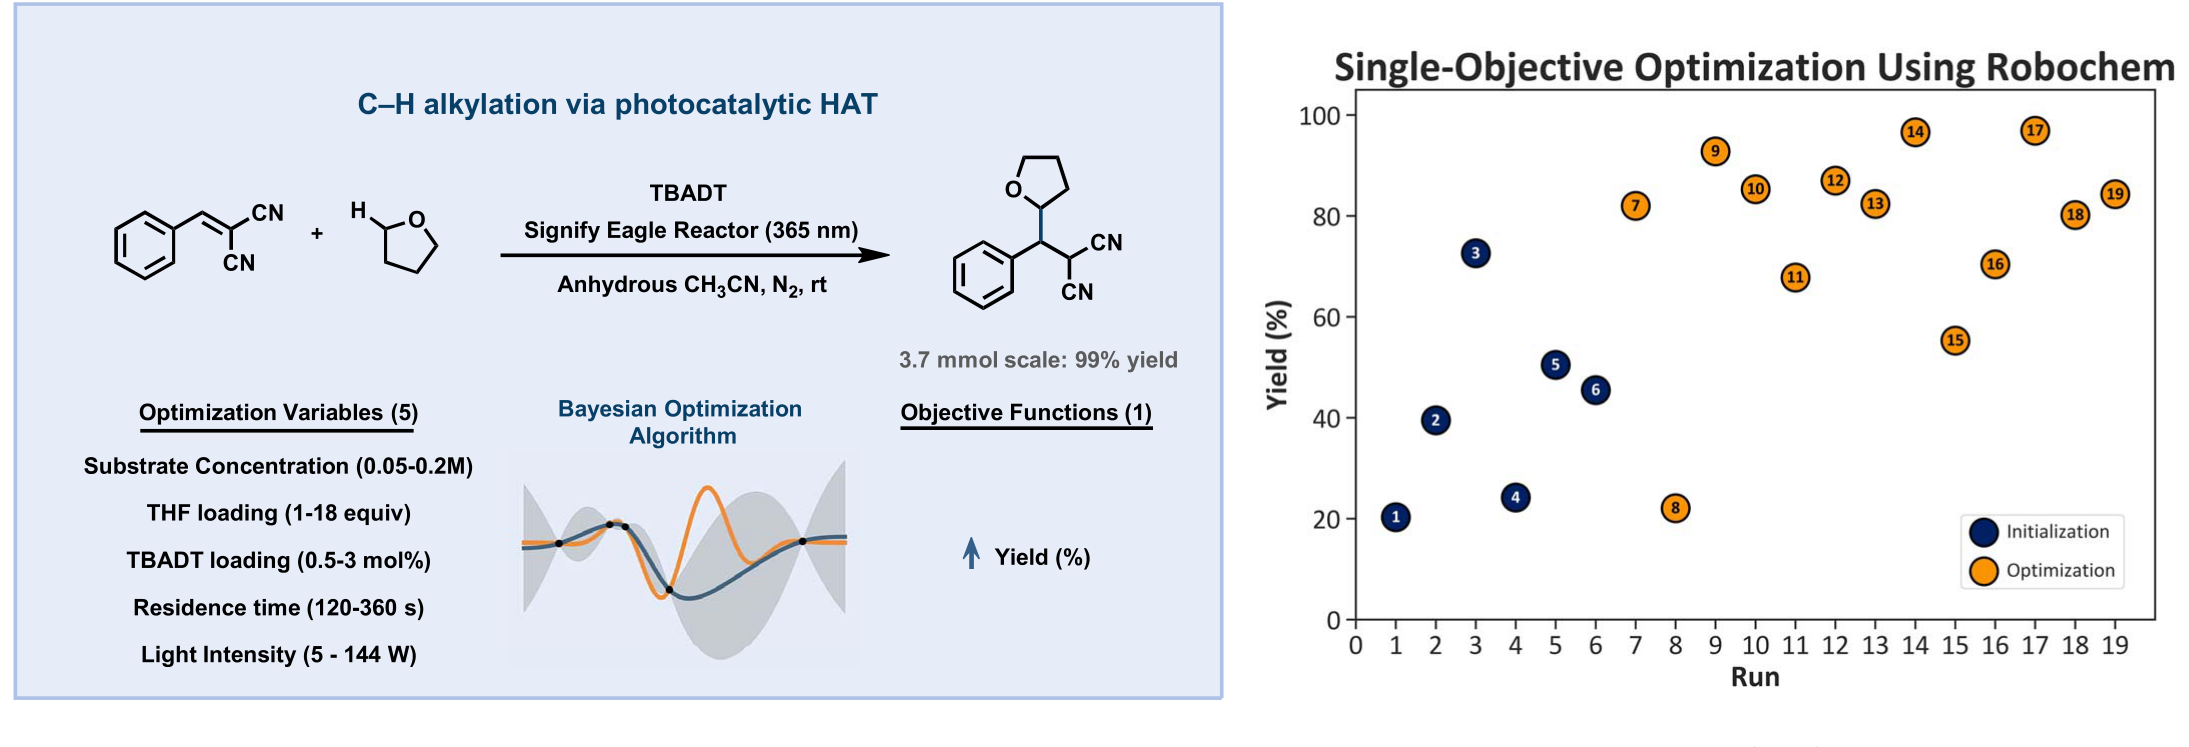 C–H alkylation via photocatalytic HAT
CN
CN
+
H
O
TBADT
Signify Eagle Reactor (365 nm)
Anhydrous CH₃CN, N₂, rt
O
CN
CN
3.7 mmol scale: 99% yield
Optimization Variables (5)
Substrate Concentration (0.05-0.2M)
THF loading (1-18 equiv)
TBADT loading (0.5-3 mol%)
Residence time (120-360 s)
Light Intensity (5 - 144 W)
Bayesian Optimization
Algorithm
Objective Functions (1)
Yield (%)
Single-Objective Optimization Using Robochem
Yield (%)
100
80
60
40
20
0
1
2
3
4
5
6
7
8
9
10
11
12
13
14
15
16
17
18
19
Initialization
Optimization
0 1 2 3 4 5 6 7 8 9 10 11 12 13 14 15 16 17 18 19
Run